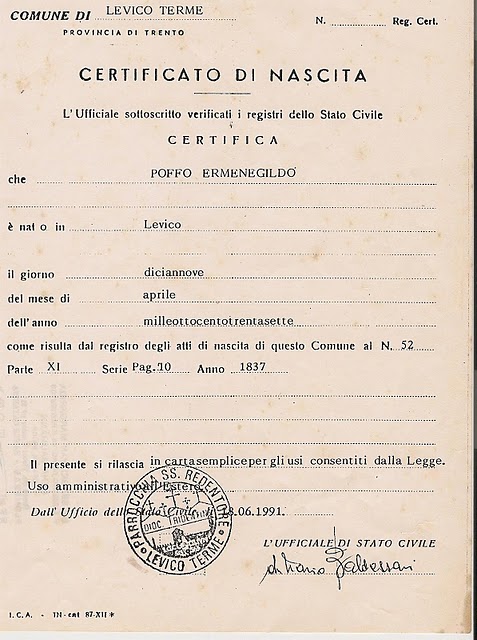 COMUNE DI LEVICO TERME N. Reg. Cert.
PROVINCIA DI TRENTO
CERTIFICATO DI NASCITA
L'Ufficiale sottoscritto verificati i registri dello Stato Civile
CERTIFICA
che POFFO ERMENEGILDO
è nat o in Levico
il giorno diciannove
del mese di aprile
dell'anno milleottocentotrentasette
come risulta dal registro degli atti di nascita di questo Comune al N. 52
Parte XI Serie Pag.10 Anno 1837
Il presente si rilascia in carta semplice per gli usi consentiti dalla Legge.
Uso amministrativo all'Estero
Dall' Ufficio dello Stato Civile 8.06.1991.
PARROCCHIA SS. REDENTORE
DIOC. TRIDENTINA
LEVICO TERME
L'UFFICIALE DI STATO CIVILE
I.C.A. - IN-cat 87-XII*